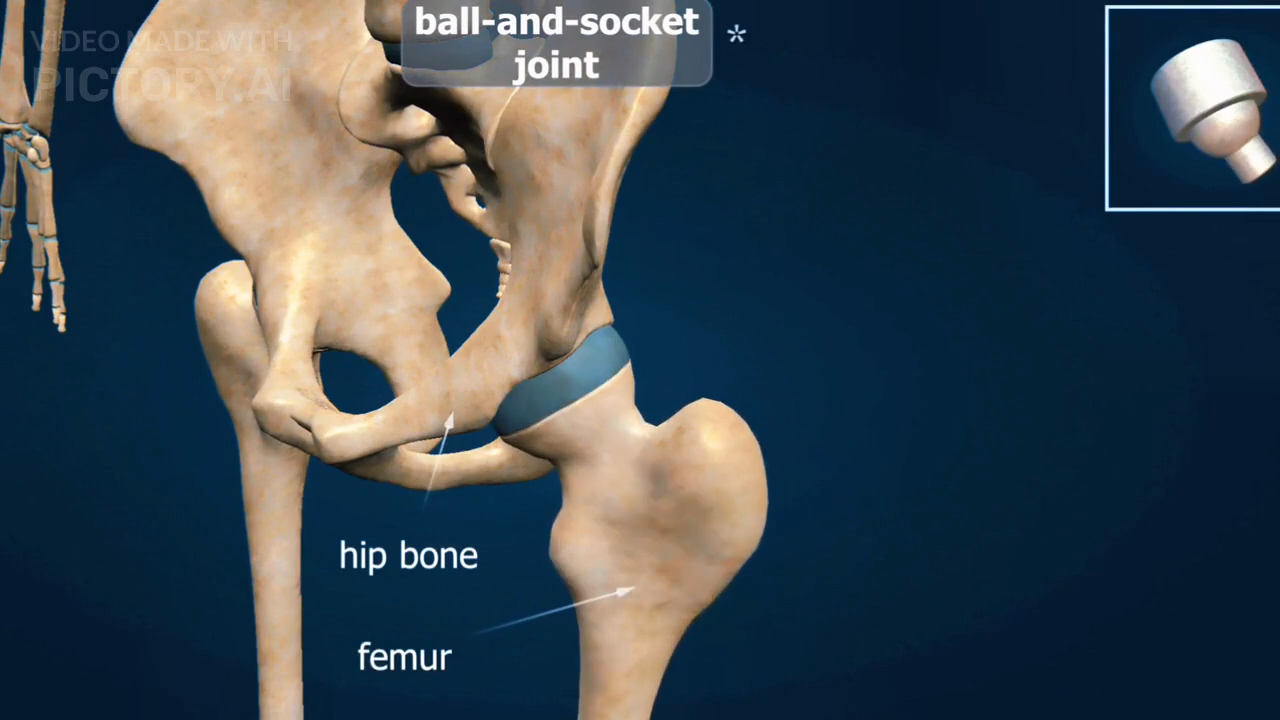 VIDEO MADE WITH
PICTORY.AI
ball-and-socket
joint
*
hip bone
femur